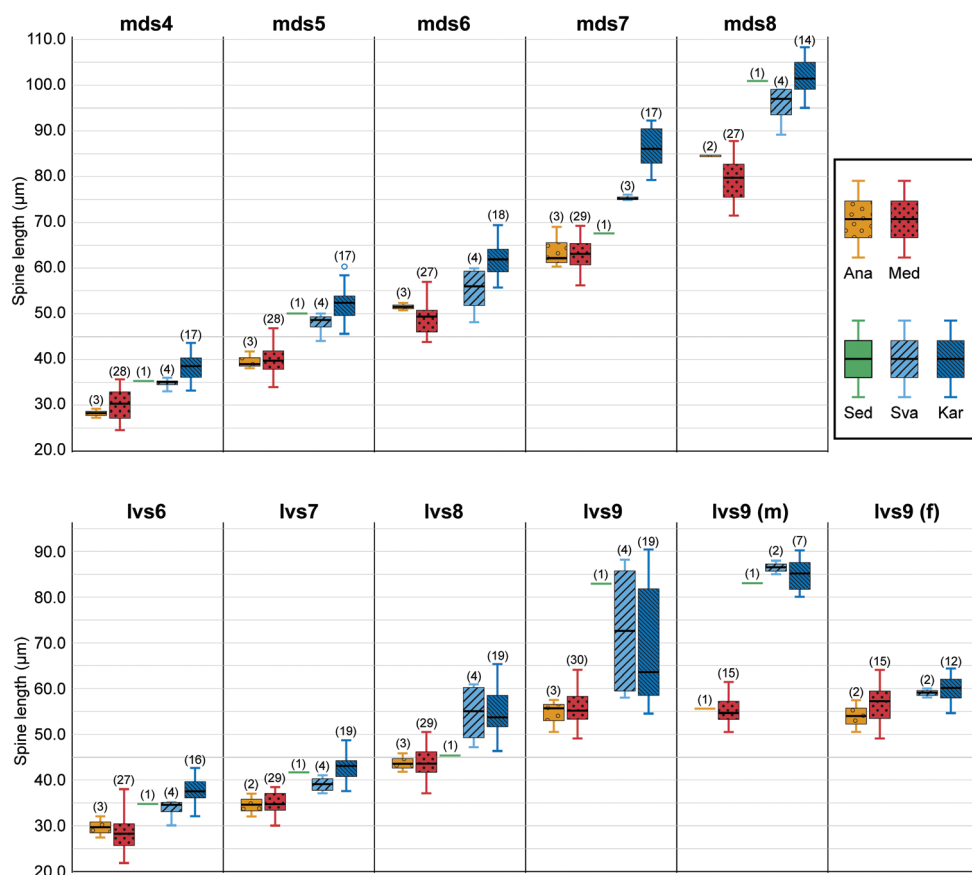 mds4 mds5 mds6 mds7 mds8
110.0
100.0
90.0
80.0
70.0
60.0
50.0
40.0
30.0
20.0
Spine length (µm)
(3) (28) (1) (4) (17)
(3) (28) (1) (4) (17)
(3) (27) (4) (18)
(3) (29) (1) (3) (17)
(2) (27) (1) (4) (14)
Ana Med
Sed Sva Kar
lvs6 lvs7 lvs8 lvs9 lvs9 (m) lvs9 (f)
90.0
80.0
70.0
60.0
50.0
40.0
30.0
20.0
Spine length (µm)
(3) (27) (1) (4) (16)
(2) (29) (1) (4) (19)
(3) (29) (1) (4) (19)
(3) (30) (1) (4) (19)
(1) (15) (1) (2) (7)
(2) (15) (2) (12)